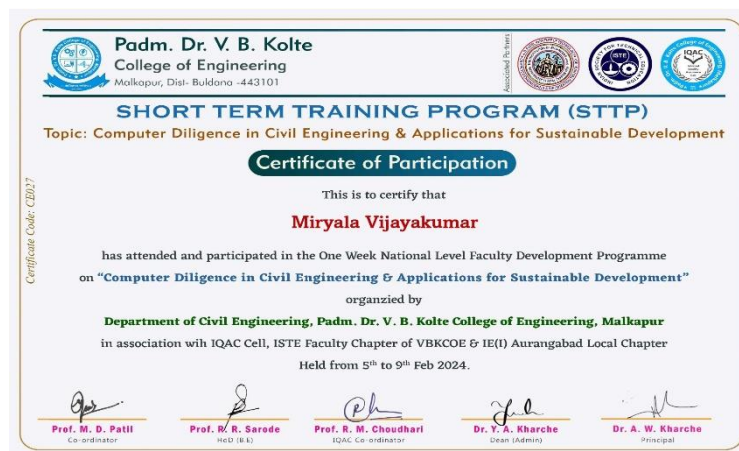 Padm. Dr. V. B. Kolte
College of Engineering
Malkapur, Dist- Buldana -443101
Associated Partners
ISTE
IQAC
SHORT TERM TRAINING PROGRAM (STTP)
Topic: Computer Diligence in Civil Engineering & Applications for Sustainable Development
Certificate of Participation
Certificate Code: CE027
This is to certify that
Miryala Vijayakumar
has attended and participated in the One Week National Level Faculty Development Programme
on “Computer Diligence in Civil Engineering & Applications for Sustainable Development”
organzied by
Department of Civil Engineering, Padm. Dr. V. B. Kolte College of Engineering, Malkapur
in association wih IQAC Cell, ISTE Faculty Chapter of VBKCOE & IE(I) Aurangabad Local Chapter
Held from 5th to 9th Feb 2024.
Prof. M. D. Patil
Co-ordinator
Prof. R. R. Sarode
HoD (B.E)
Prof. R. M. Choudhari
IQAC Co-ordinator
Dr. Y. A. Kharche
Dean (Admin)
Dr. A. W. Kharche
Principal